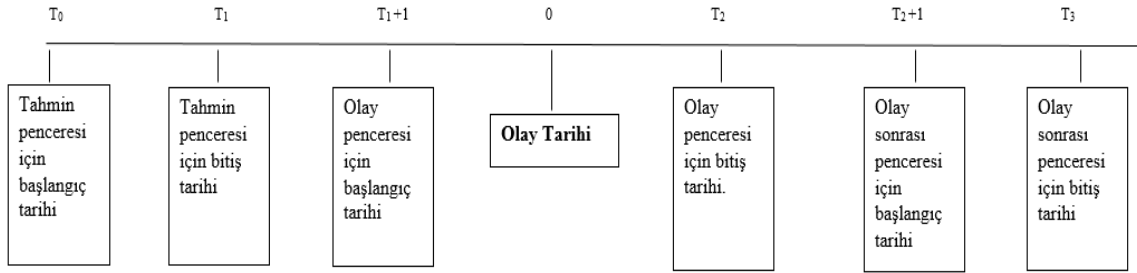 T₀ T₁ T₁+1 0 T₂ T₂+1 T₃
Tahmin
penceresi
için
başlangıç
tarihi
Tahmin
penceresi
için bitiş
tarihi
Olay
penceresi
için
başlangıç
tarihi
Olay Tarihi
Olay
penceresi
için bitiş
tarihi.
Olay
sonrası
penceresi
için
başlangıç
tarihi
Olay
sonrası
penceresi
için bitiş
tarihi